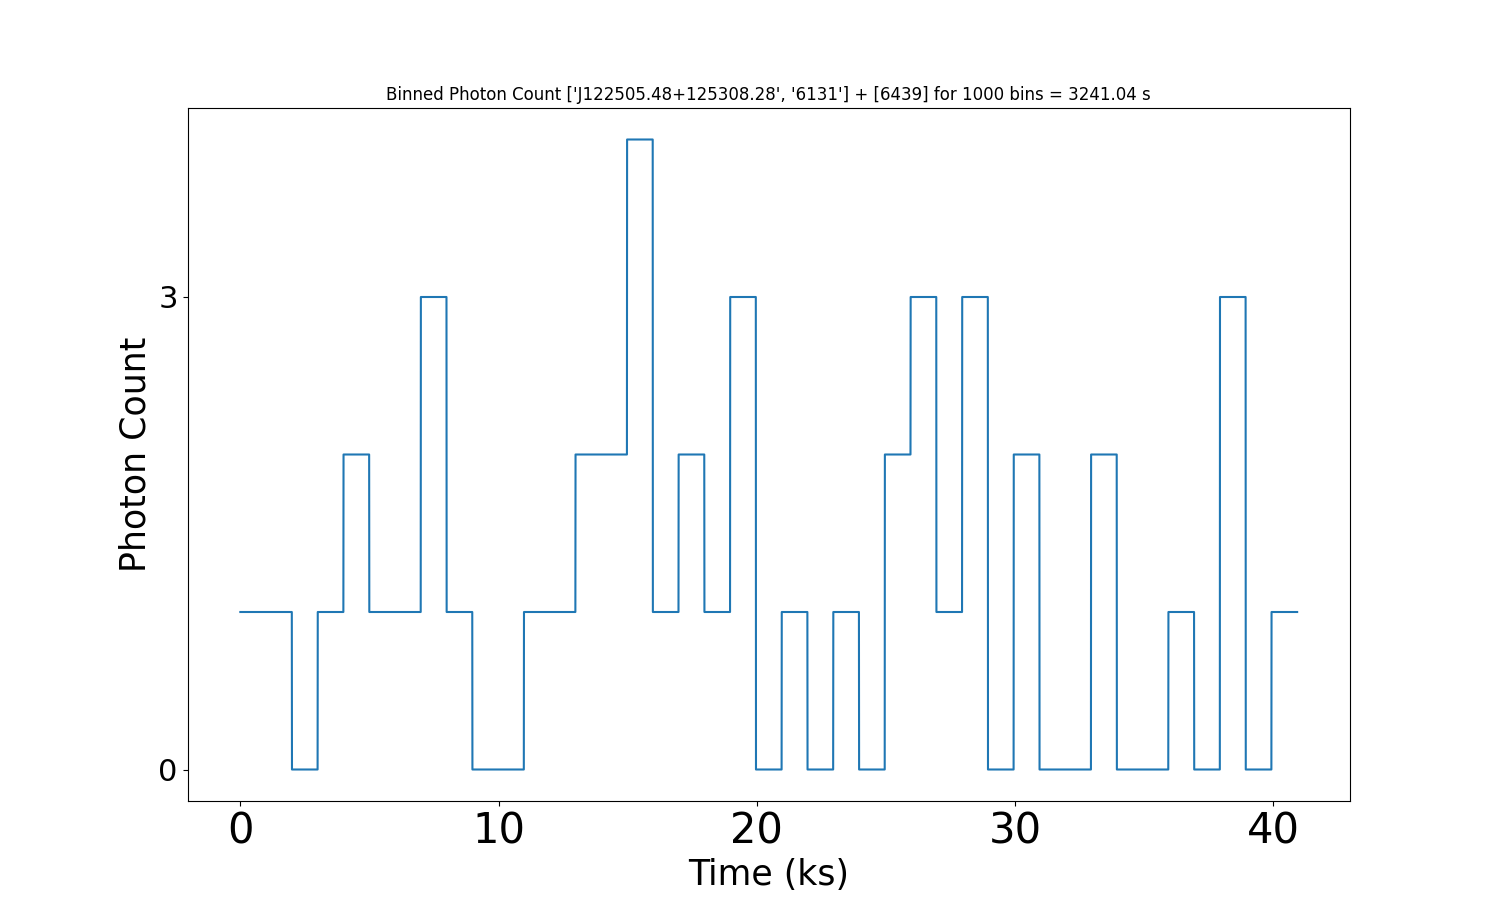 Binned Photon Count ['J122505.48+125308.28', '6131'] + [6439] for 1000 bins = 3241.04 s
3
0
Photon Count
0 10 20 30 40
Time (ks)